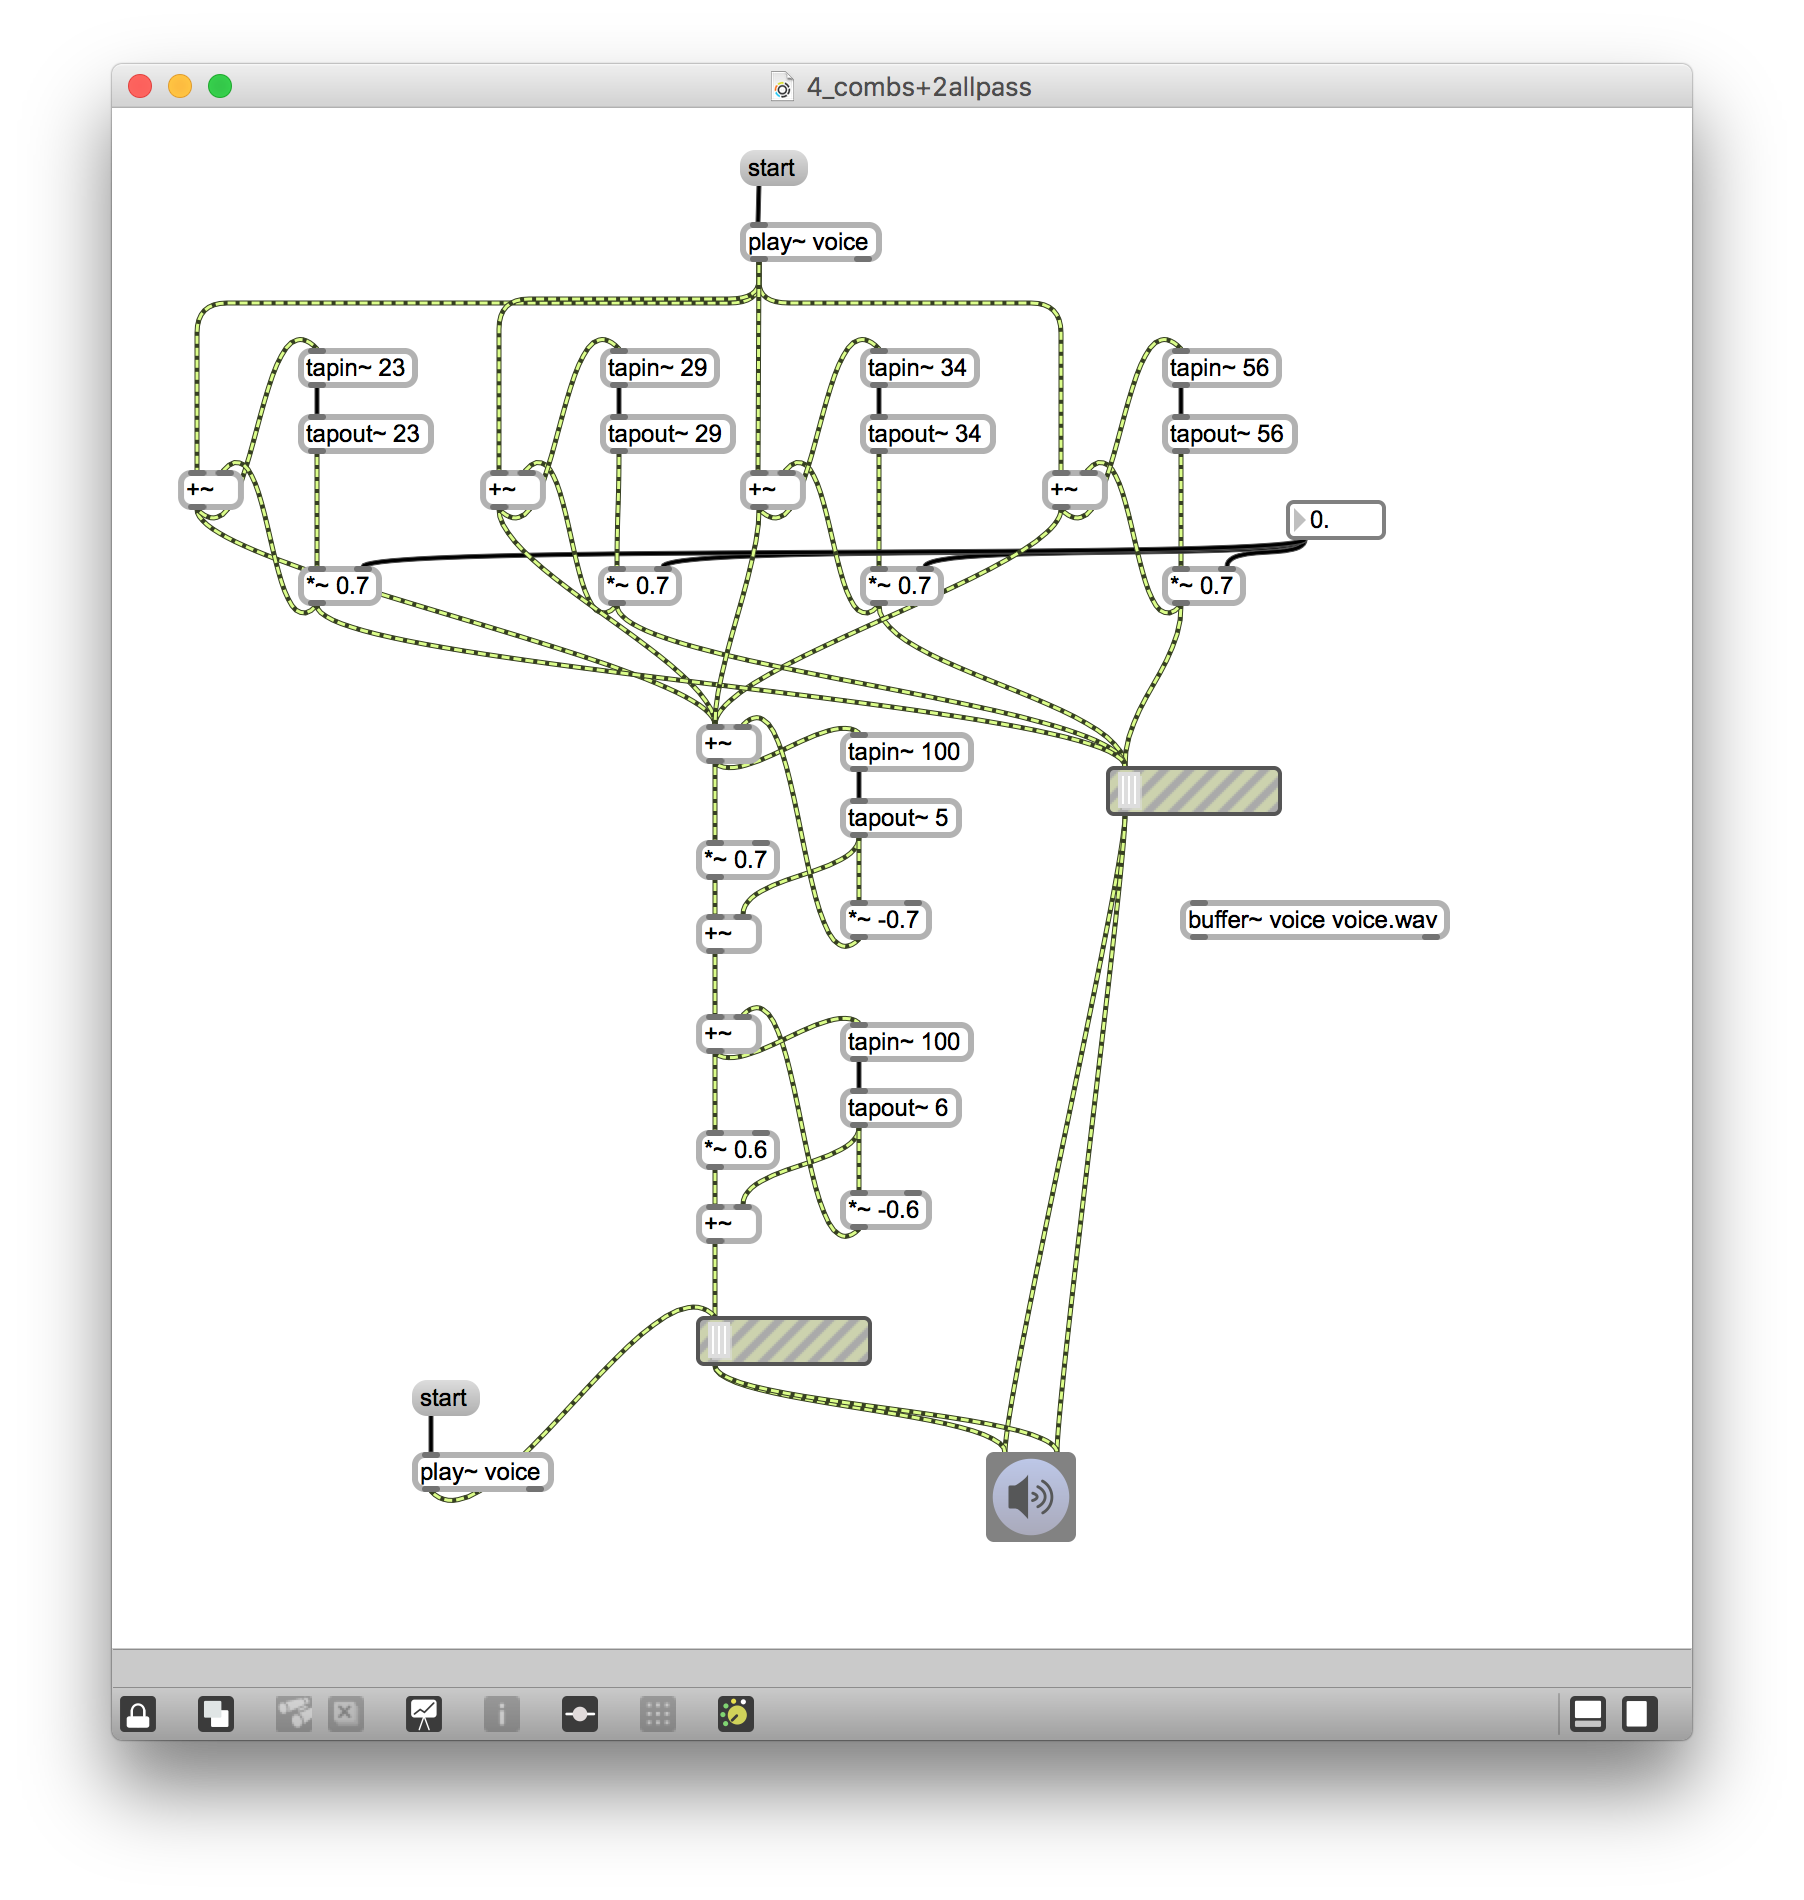 4_combs+2allpass
start
play~ voice
tapin~ 23
tapin~ 29
tapin~ 34
tapin~ 56
tapout~ 23
tapout~ 29
tapout~ 34
tapout~ 56
+~
+~
+~
+~
0.
*~ 0.7
*~ 0.7
*~ 0.7
*~ 0.7
+~
tapin~ 100
tapout~ 5
*~ 0.7
*~ -0.7
buffer~ voice voice.wav
+~
+~
tapin~ 100
tapout~ 6
*~ 0.6
*~ -0.6
+~
start
play~ voice